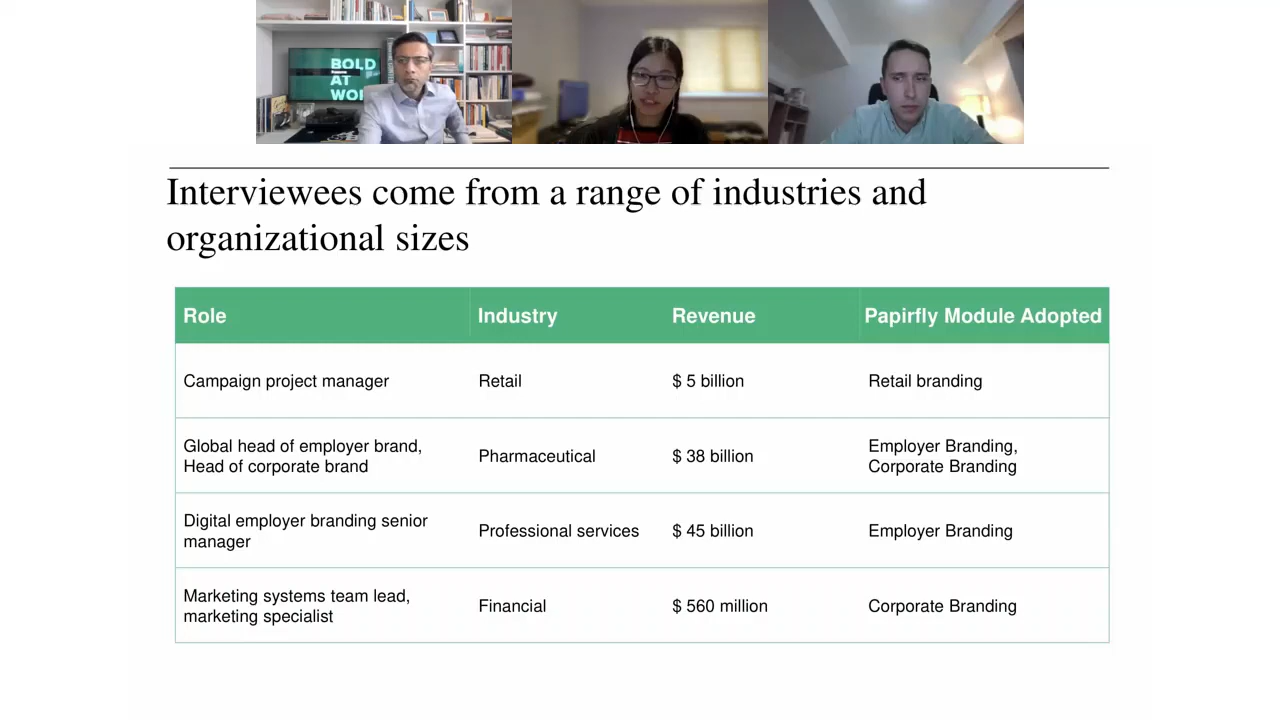 BOLD
AT
Interviewees come from a range of industries and
organizational sizes
Role Industry Revenue Papirfly Module Adopted
Campaign project manager Retail $ 5 billion Retail branding
Global head of employer brand,
Head of corporate brand
Pharmaceutical $ 38 billion
Employer Branding,
Corporate Branding
Digital employer branding senior
manager
Professional services $ 45 billion Employer Branding
Marketing systems team lead,
marketing specialist
Financial $ 560 million Corporate Branding